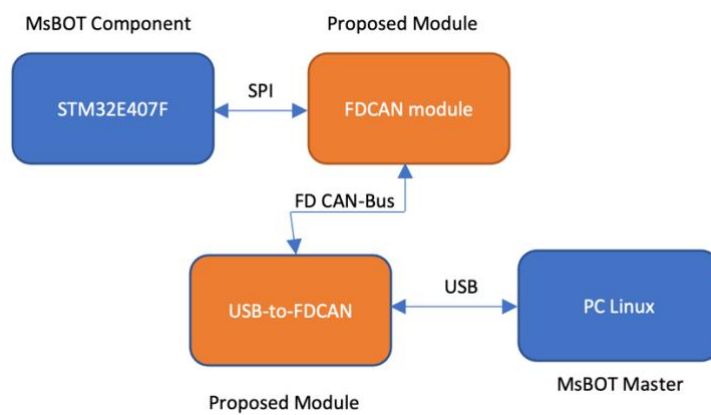 MsBOT Component
Proposed Module
STM32E407F
SPI
FDCAN module
FD CAN-Bus
USB-to-FDCAN
USB
PC Linux
Proposed Module
MsBOT Master